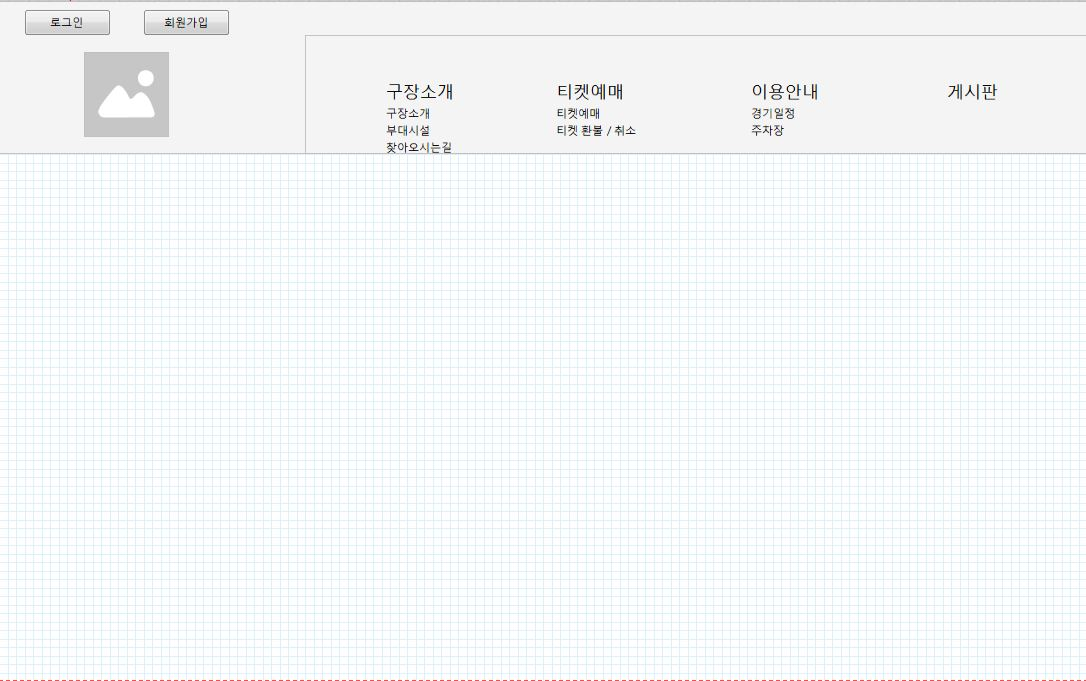 로그인
회원가입
구장소개
구장소개
부대시설
찾아오시는길
티켓예매
티켓예매
티켓 환불 / 취소
이용안내
경기일정
주차장
게시판